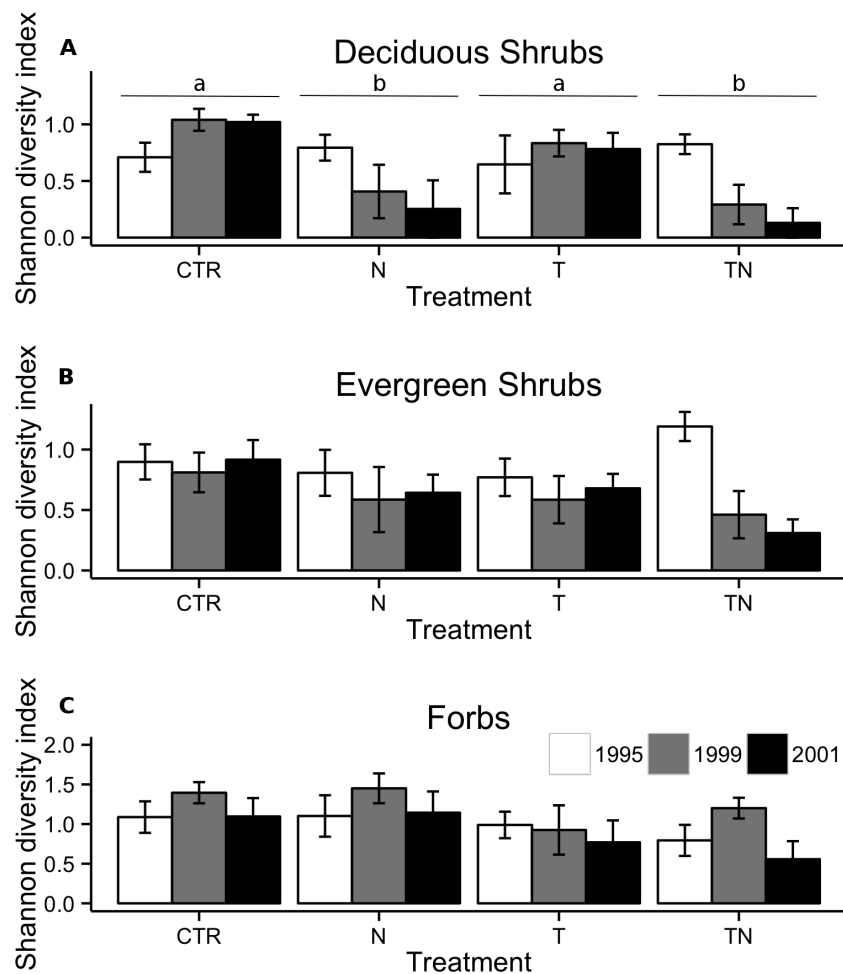 A
Deciduous Shrubs
Shannon diversity index
a b a b
1.0
0.5
0.0
CTR N T TN
Treatment
B
Evergreen Shrubs
Shannon diversity index
1.0
0.5
0.0
CTR N T TN
Treatment
C
Forbs
Shannon diversity index
1995 1999 2001
2.0
1.5
1.0
0.5
0.0
CTR N T TN
Treatment